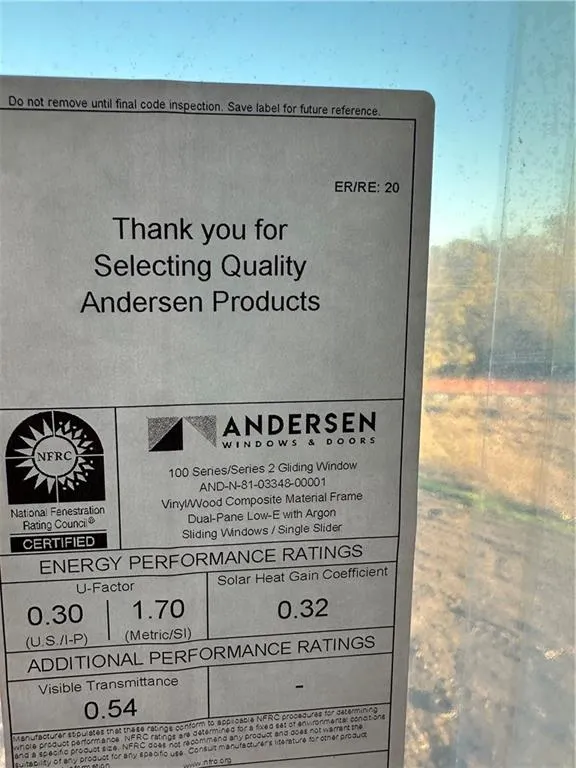 Do not remove until final code inspection. Save label for future reference.
ER/RE: 20
Thank you for
Selecting Quality
Andersen Products
NFRC
National Fenestration
Rating Council®
CERTIFIED
ANDERSEN
WINDOWS & DOORS
100 Series/Series 2 Gliding Window
AND-N-81-03348-00001
Vinyl/Wood Composite Material Frame
Dual-Pane Low-E with Argon
Sliding Windows / Single Slider
ENERGY PERFORMANCE RATINGS
U-Factor
0.30
(U.S./I-P)
1.70
(Metric/SI)
Solar Heat Gain Coefficient
0.32
ADDITIONAL PERFORMANCE RATINGS
Visible Transmittance
0.54
-
Manufacturer stipulates that these ratings conform to applicable NFRC procedures for determining
whole product performance. NFRC ratings are determined for a fixed set of environmental conditions
and a specific product size. NFRC does not recommend any product and does not warrant the
suitability of any product for any specific use. Consult manufacturer's literature for other product
www.nfrc.org